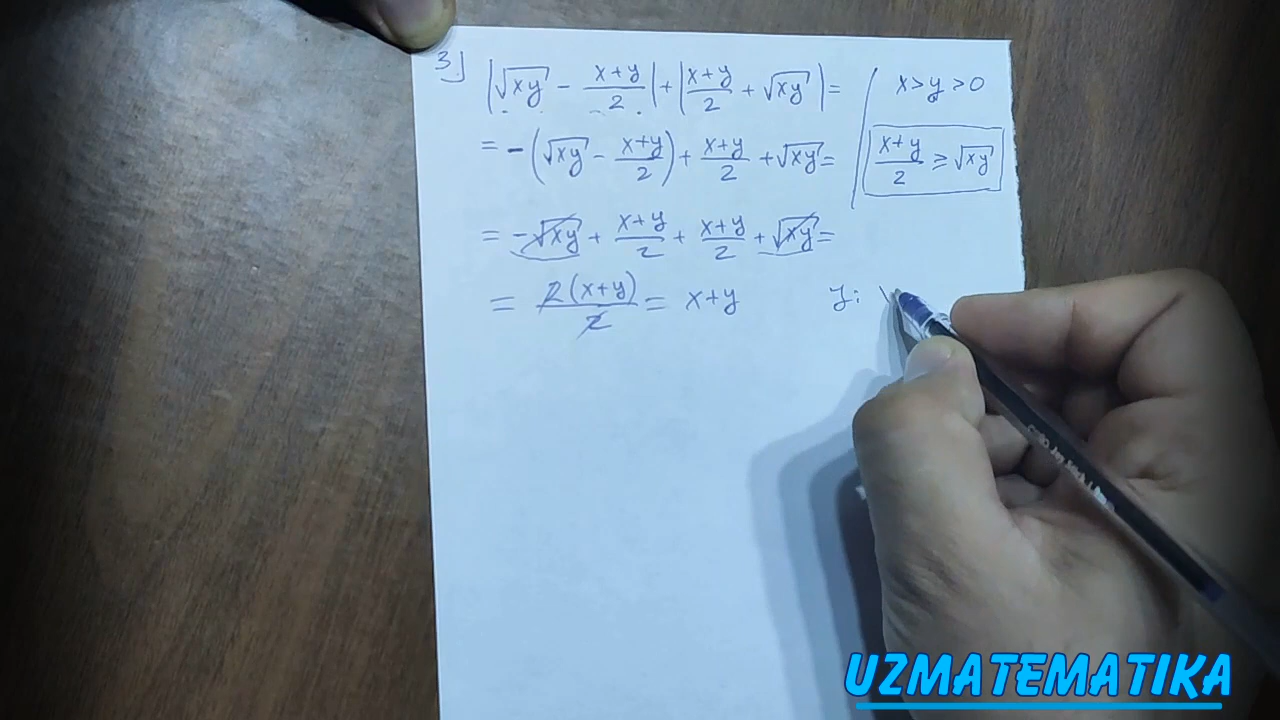 3.) |√xy - x+y/2| + |x+y/2 + √xy| =
x > y > 0
= -(√xy - x+y/2) + x+y/2 + √xy =
x+y/2 ≥ √xy
= -√xy + x+y/2 + x+y/2 + √xy =
= 2(x+y)/2 = x+y
J:
UZMATEMATIKA